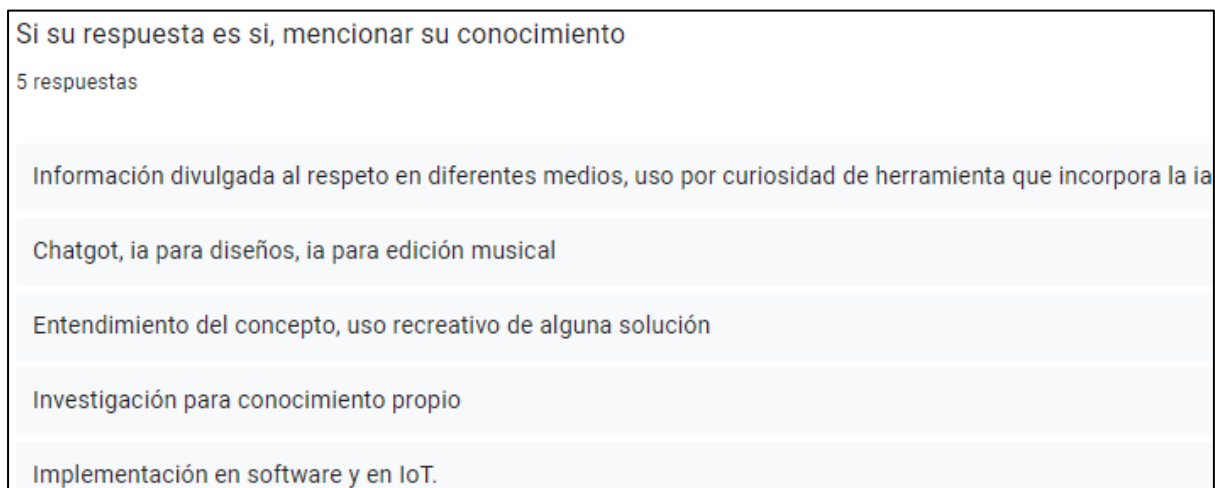 Si su respuesta es si, mencionar su conocimiento
5 respuestas
Información divulgada al respeto en diferentes medios, uso por curiosidad de herramienta que incorpora la ia
Chatgot, ia para diseños, ia para edición musical
Entendimiento del concepto, uso recreativo de alguna solución
Investigación para conocimiento propio
Implementación en software y en IoT.